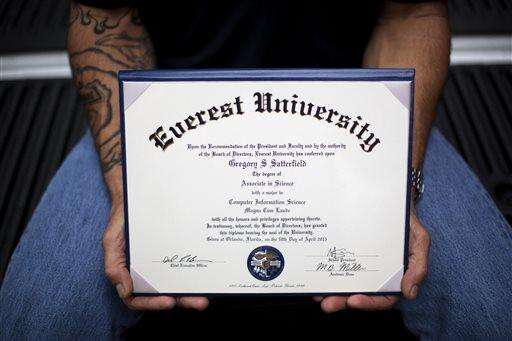 Everest University
Upon the Recommendation of the President and Faculty and by the authority
of the Board of Directors, Everest University has conferred upon
Gregory S Satterfield
The degree of
Associate in Science
with a major in
Computer Information Science
Magna Cum Laude
with all the honors and privileges appertaining thereto.
In testimony, whereof, the Board of Directors, has granted
this diploma bearing the seal of the University.
Given at Orlando, Florida, on the 10th Day of April 2015
Chief Executive Officer
School President
Academic Dean